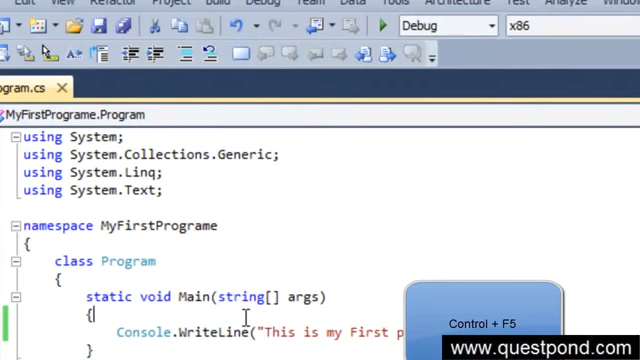 Edit View Refactor Project Build Debug Team Data Tools Architecture Test Analyze Window
Debug x86
ogram.cs
MyFirstPrograme.Program
using System;
using System.Collections.Generic;
using System.Linq;
using System.Text;
namespace MyFirstPrograme
{
class Program
{
static void Main(string[] args)
{
Console.WriteLine("This is my First p
}
Control + F5
www.questpond.com